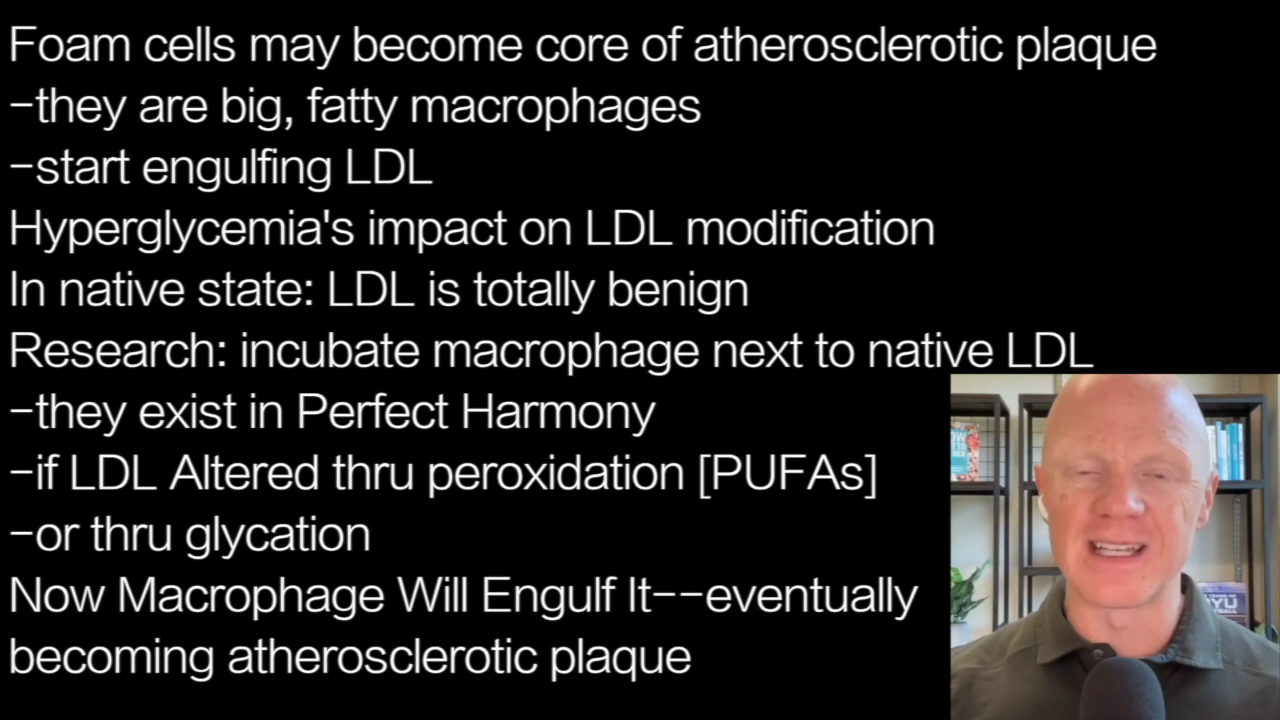 Foam cells may become core of atherosclerotic plaque
-they are big, fatty macrophages
-start engulfing LDL
Hyperglycemia's impact on LDL modification
In native state: LDL is totally benign
Research: incubate macrophage next to native LDL
-they exist in Perfect Harmony
-if LDL Altered thru peroxidation [PUFAs]
-or thru glycation
Now Macrophage Will Engulf It--eventually
becoming atherosclerotic plaque